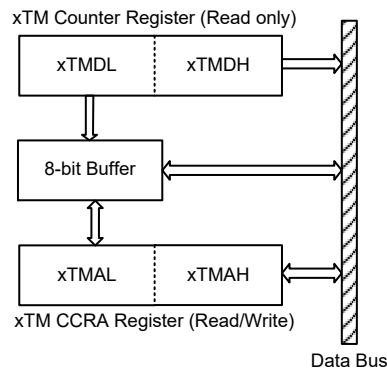 xTM Counter Register (Read only)
xTMDL xTMDH
8-bit Buffer
xTMAL xTMAH
xTM CCRA Register (Read/Write)
Data Bus